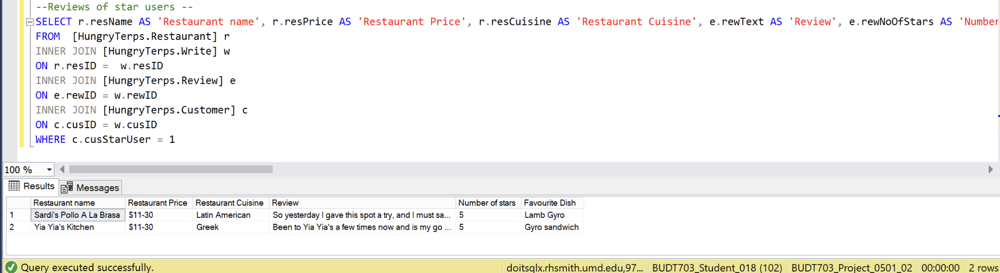 --Reviews of star users --
SELECT r.resName AS 'Restaurant name', r.resPrice AS 'Restaurant Price', r.resCuisine AS 'Restaurant Cuisine', e.rewText AS 'Review', e.rewNoOfStars AS 'Number
FROM  [HungryTerps.Restaurant] r
INNER JOIN [HungryTerps.Write] w
ON r.resID =  w.resID
INNER JOIN [HungryTerps.Review] e
ON e.rewID = w.rewID
INNER JOIN [HungryTerps.Customer] c
ON c.cusID = w.cusID
WHERE c.cusStarUser = 1
100 %
Results Messages
Restaurant name Restaurant Price Restaurant Cuisine Review Number of stars Favourite Dish
1 Sardi's Pollo A La Brasa $11-30 Latin American So yesterday I gave this spot a try, and I must sa... 5 Lamb Gyro
2 Yia Yia's Kitchen $11-30 Greek Been to Yia Yia's a few times now and is my go ... 5 Gyro sandwich
Query executed successfully. doitsqlx.rhsmith.umd.edu,97... BUDT703_Student_018 (102) BUDT703_Project_0501_02 00:00:00 2 rows